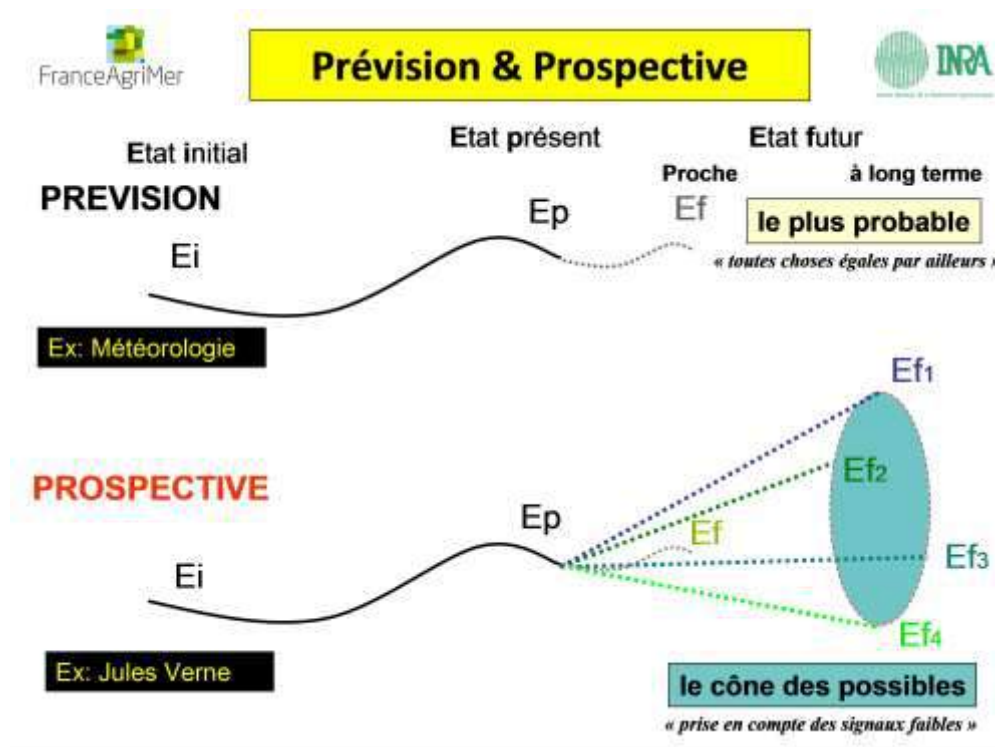 FranceAgriMer
Prévision & Prospective
INRA
Etat initial
Etat présent
Etat futur
Proche
à long terme
PREVISION
Ei
Ep
Ef
le plus probable
« toutes choses égales par ailleurs »
Ex: Météorologie
PROSPECTIVE
Ei
Ep
Ef
Ef1
Ef2
Ef3
Ef4
Ex: Jules Verne
le cône des possibles
« prise en compte des signaux faibles »